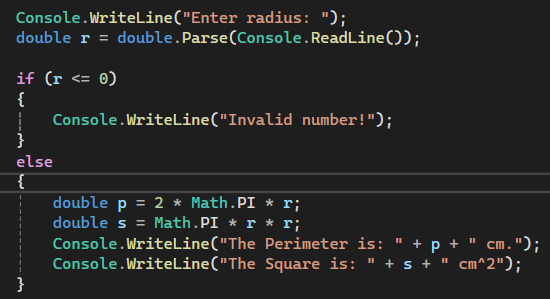 Console.WriteLine("Enter radius: ");
double r = double.Parse(Console.ReadLine());
if (r <= 0)
{
Console.WriteLine("Invalid number!");
}
else
{
double p = 2 * Math.PI * r;
double s = Math.PI * r * r;
Console.WriteLine("The Perimeter is: " + p + " cm.");
Console.WriteLine("The Square is: " + s + " cm^2");
}